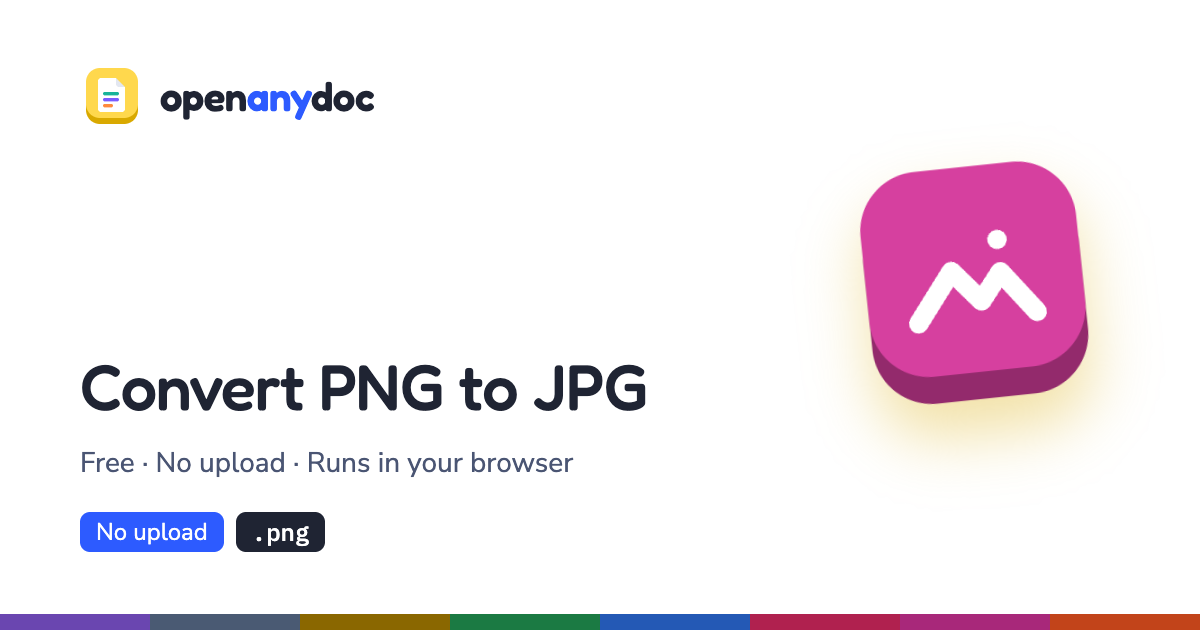 openanydoc
Convert PNG to JPG
Free · No upload · Runs in your browser
No upload
.png